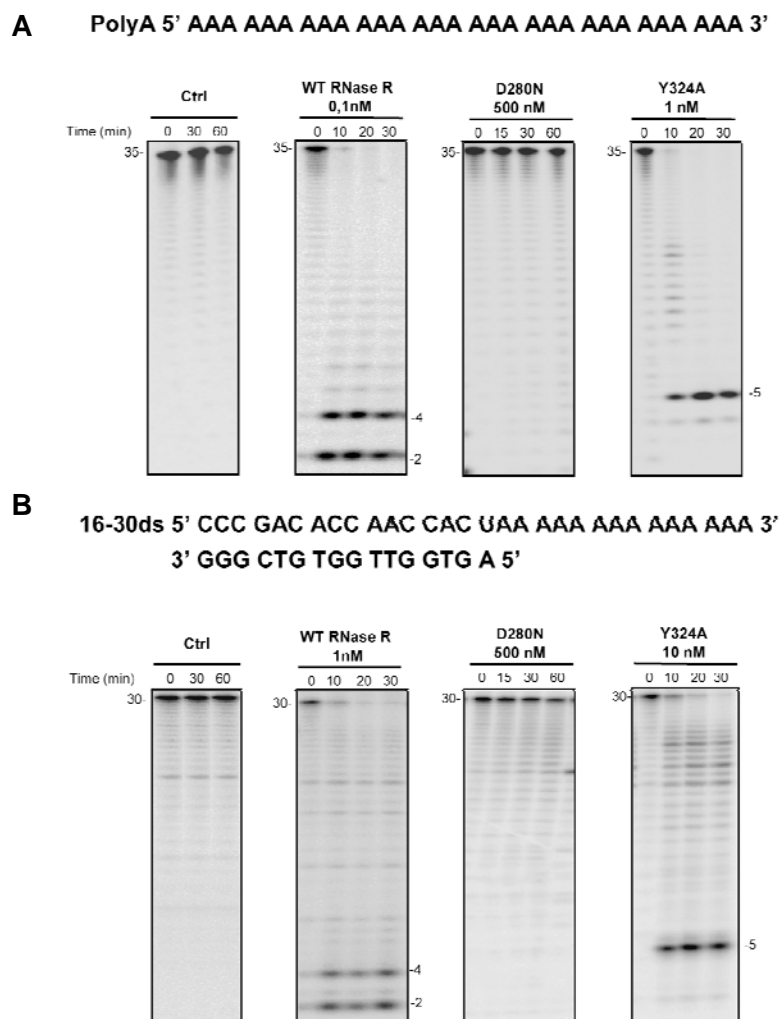 A
PolyA 5' AAA AAA AAA AAA AAA AAA AAA AAA AAA AAA AAA 3'
Ctrl
WT RNase R
0,1nM
D280N
500 nM
Y324A
1 nM
Time (min) 0 30 60
0 10 20 30
0 15 30 60
0 10 20 30
35-
35-
35-
35-
-4
-2
-5
B
16-30ds 5' CCC GAC ACC AAC CAC UAA AAA AAA AAA AAA 3'
3' GGG CTG TGG TTG GTG A 5'
Ctrl
WT RNase R
1nM
D280N
500 nM
Y324A
10 nM
Time (min) 0 30 60
0 10 20 30
0 15 30 60
0 10 20 30
30-
30-
30-
30-
-4
-2
-5